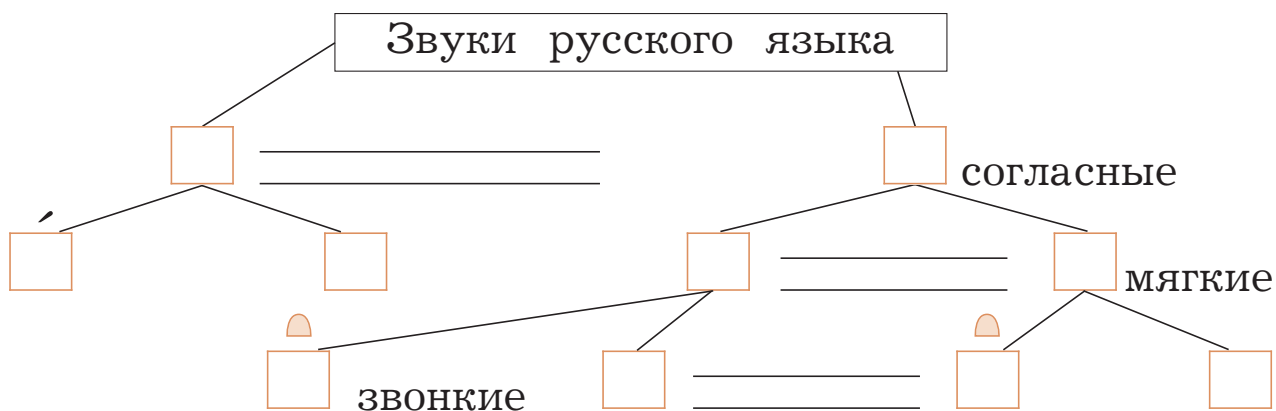 Звуки русского языка
согласные
мягкие
звонкие